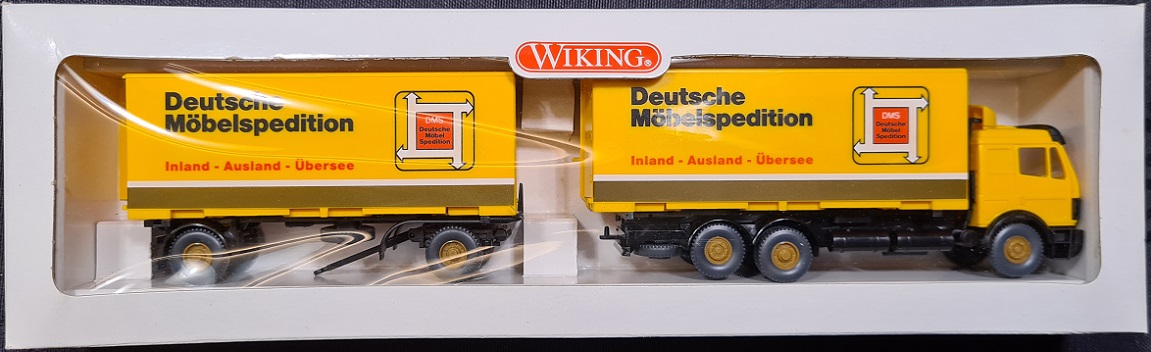 WIKING®
Deutsche
Möbelspedition
Inland - Ausland - Übersee
DMS
Deutsche
Möbel
Spedition
Deutsche
Möbelspedition
Inland - Ausland - Übersee
DMS
Deutsche
Möbel
Spedition